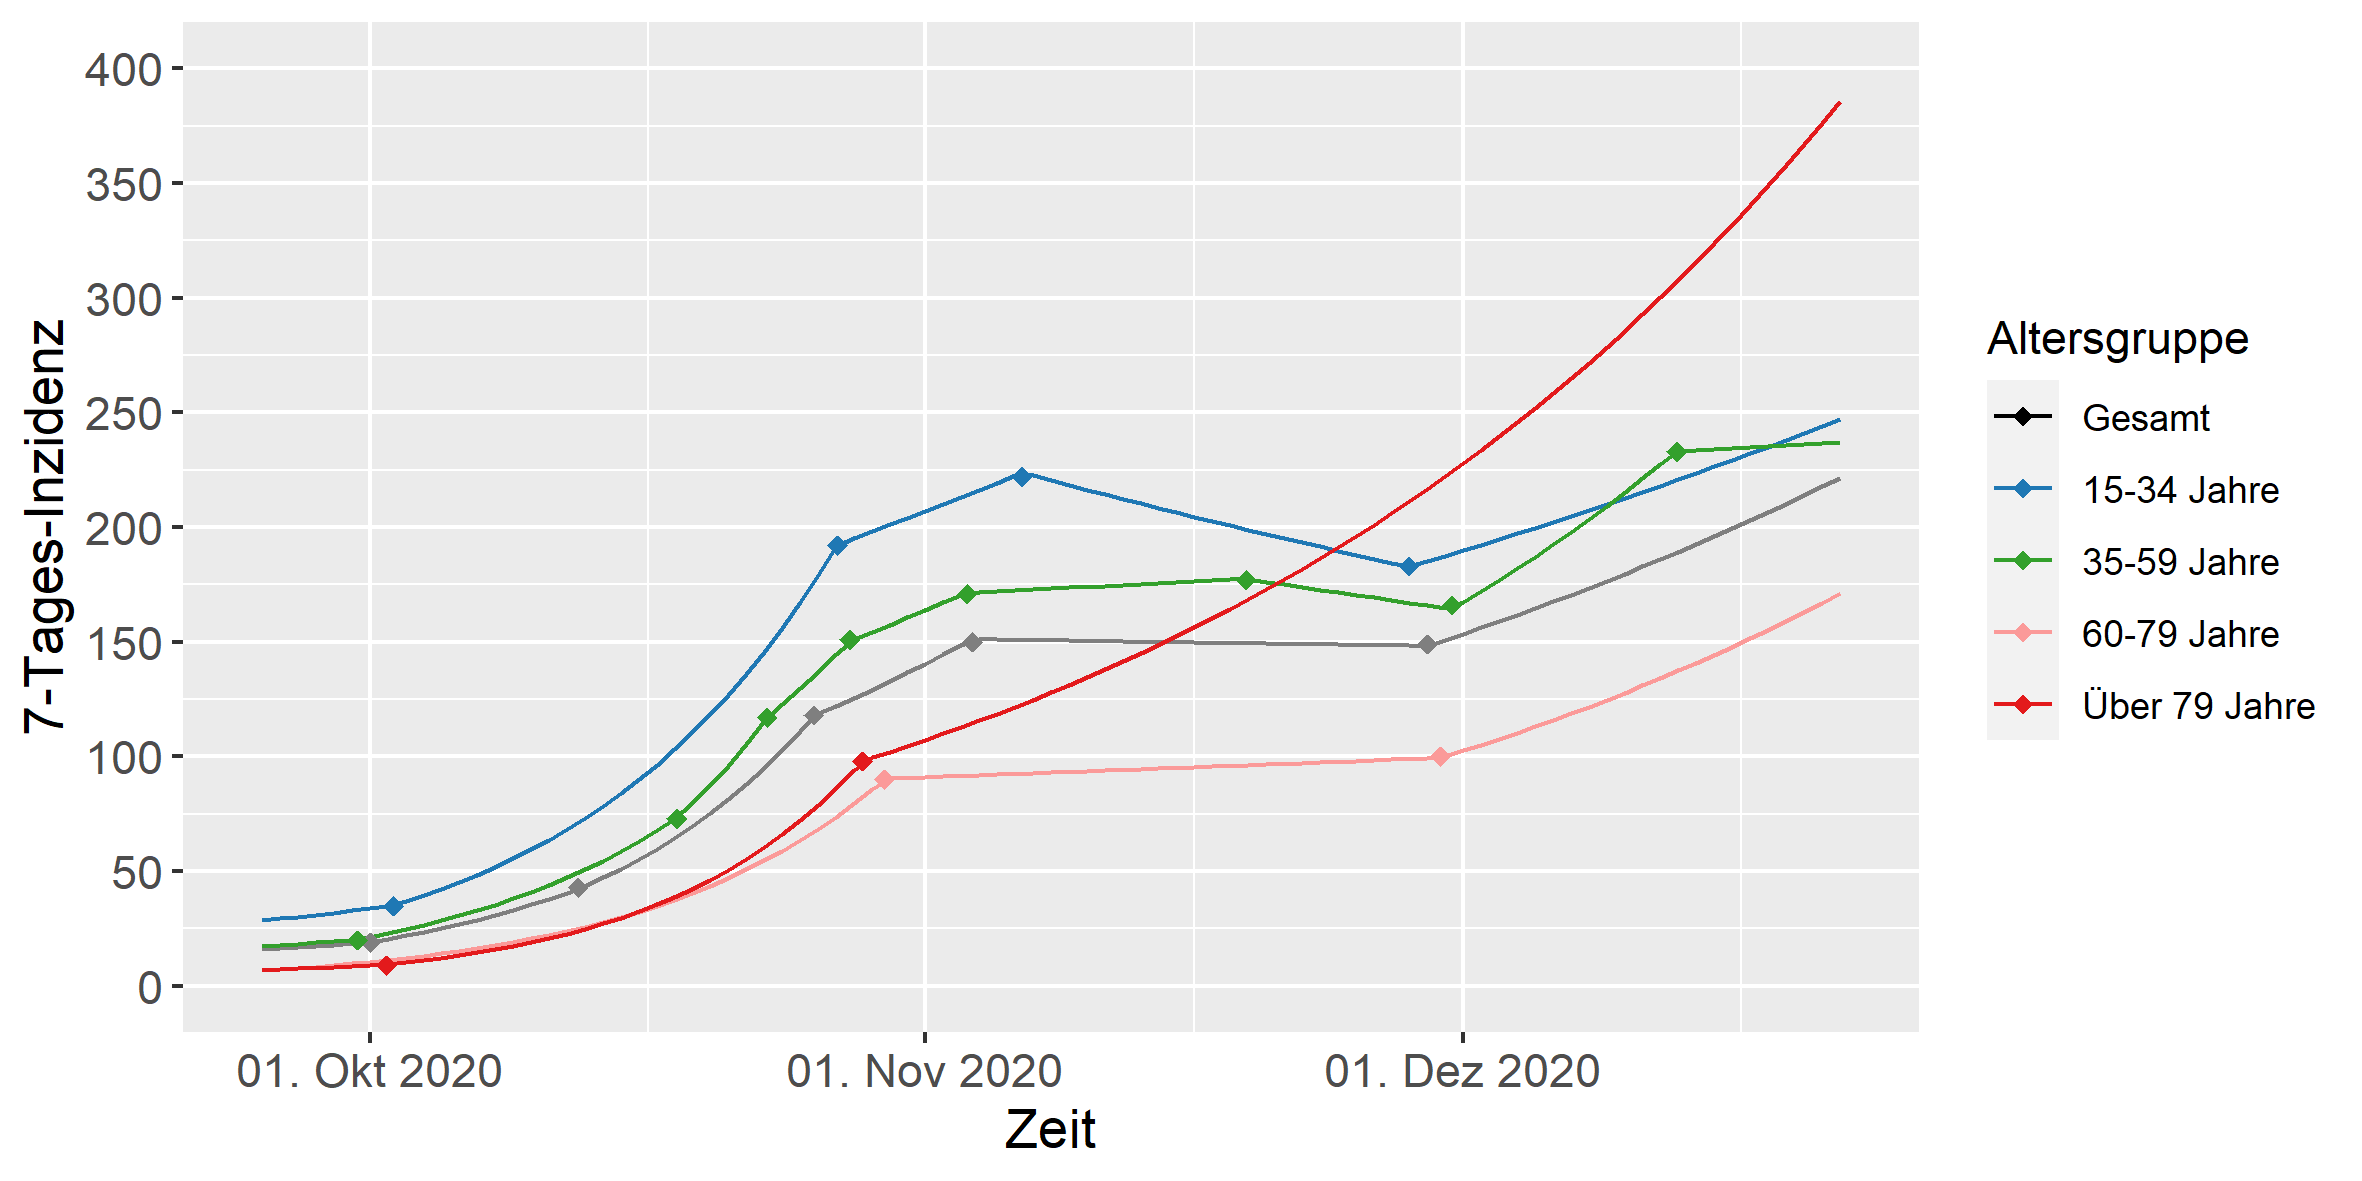 400
350
300
250
200
150
100
50
0
7-Tages-Inzidenz
01. Okt 2020
01. Nov 2020
01. Dez 2020
Zeit
Altersgruppe
Gesamt
15-34 Jahre
35-59 Jahre
60-79 Jahre
Über 79 Jahre